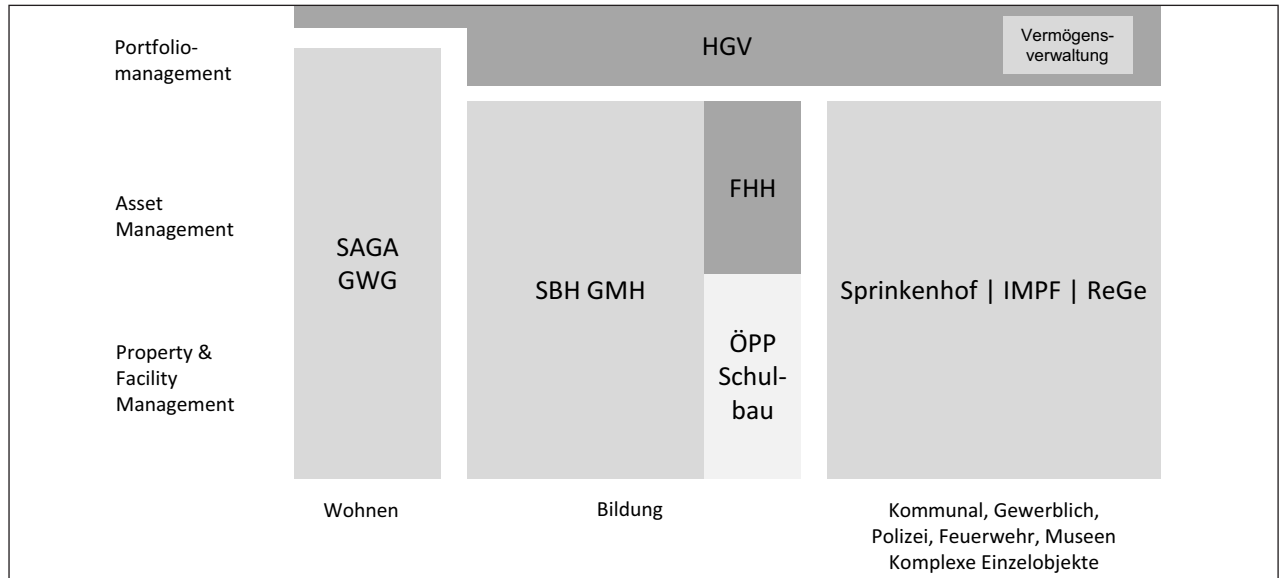 Portfolio-
management
HGV
Vermögens-
verwaltung
Asset
Management
FHH
SAGA
GWG
SBH GMH
Sprinkenhof | IMPF | ReGe
Property &
Facility
Management
ÖPP
Schul-
bau
Wohnen
Bildung
Kommunal, Gewerblich,
Polizei, Feuerwehr, Museen
Komplexe Einzelobjekte